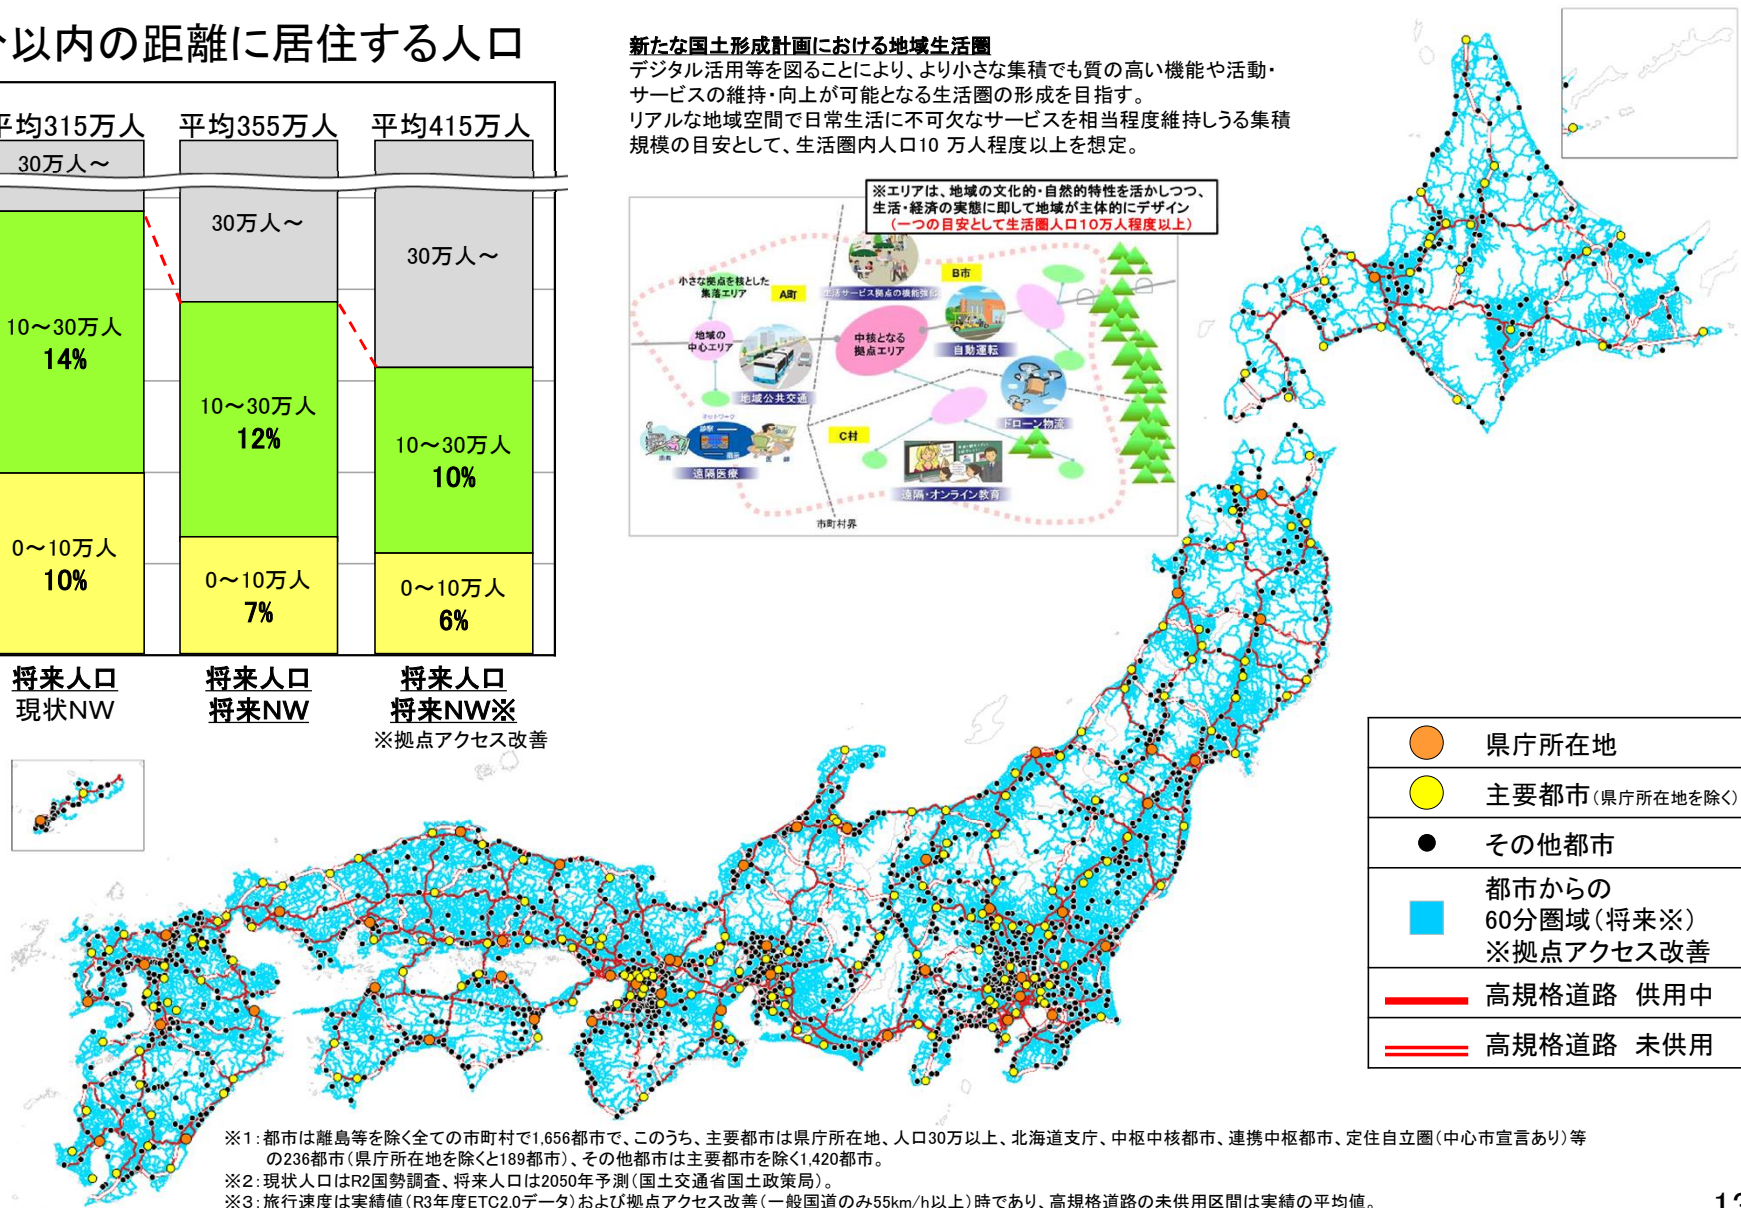 以内の距離に居住する人口
新たな国土形成計画における地域生活圏
デジタル活用等を図ることにより、より小さな集積でも質の高い機能や活動・
サービスの維持・向上が可能となる生活圏の形成を目指す。
リアルな地域空間で日常生活に不可欠なサービスを相当程度維持しうる集積
規模の目安として、生活圏内人口10 万人程度以上を想定。
平均315万人
平均355万人
平均415万人
30万人～
30万人～
30万人～
10～30万人
14%
10～30万人
12%
10～30万人
10%
0～10万人
10%
0～10万人
7%
0～10万人
6%
将来人口
現状NW
将来人口
将来NW
将来人口
将来NW※
※拠点アクセス改善
※エリアは、地域の文化的・自然的特性を活かしつつ、
生活・経済の実態に即して地域が主体的にデザイン
(一つの目安として生活圏人口10万人程度以上)
小さな拠点を核とした
集落エリア
A町
生活サービス拠点の機能強化
B市
地域の
中心エリア
中核となる
拠点エリア
自動運転
地域公共交通
ドローン物流
ネットワーク
診察
遠隔医療
C村
遠隔・オンライン教育
市町村界
県庁所在地
主要都市(県庁所在地を除く)
その他都市
都市からの
60分圏域(将来※)
※拠点アクセス改善
高規格道路 供用中
高規格道路 未供用
※1:都市は離島等を除く全ての市町村で1,656都市で、このうち、主要都市は県庁所在地、人口30万以上、北海道支庁、中枢中核都市、連携中枢都市、定住自立圏(中心市宣言あり)等
の236都市(県庁所在地を除くと189都市)、その他都市は主要都市を除く1,420都市。
※2:現状人口はR2国勢調査、将来人口は2050年予測(国土交通省国土政策局)。
※3:旅行速度は実績値(R3年度ETC2.0データ)および拠点アクセス改善(一般国道のみ55km/h以上)時であり、高規格道路の未供用区間は実績の平均値。